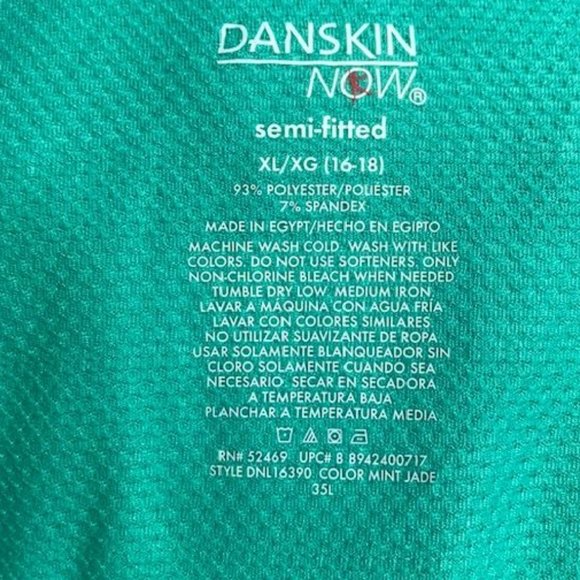 DANSKIN
NOW®
semi-fitted
XL/XG (16-18)
93% POLYESTER/POLIÉSTER
7% SPANDEX
MADE IN EGYPT/HECHO EN EGIPTO
MACHINE WASH COLD. WASH WITH LIKE
COLORS. DO NOT USE SOFTENERS. ONLY
NON-CHLORINE BLEACH WHEN NEEDED
TUMBLE DRY LOW. MEDIUM IRON.
LAVAR A MÁQUINA CON AGUA FRÍA.
LAVAR CON COLORES SIMILARES.
NO UTILIZAR SUAVIZANTE DE ROPA
USAR SOLAMENTE BLANQUEADOR SIN
CLORO SOLAMENTE CUANDO SEA
NECESARIO. SECAR EN SECADORA
A TEMPERATURA BAJA
PLANCHAR A TEMPERATURA MEDIA.
RN# 52469 UPC# B 8942400717
STYLE DNL16390 COLOR MINT JADE
35L